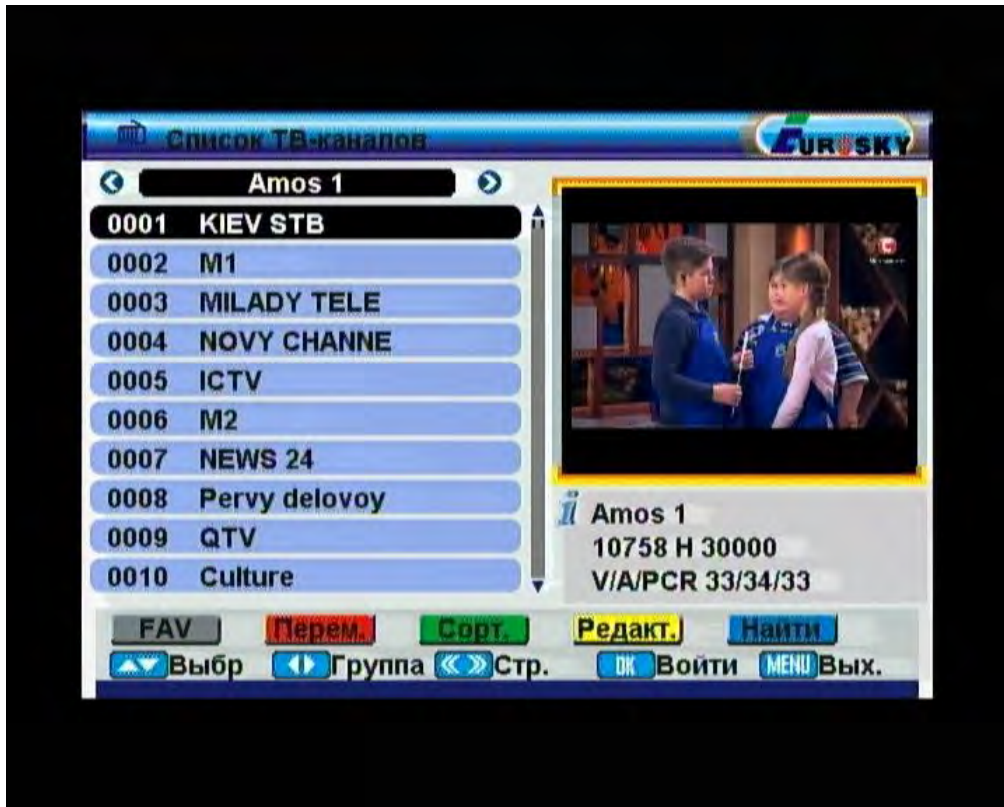 Список ТВ-каналов
EUROSKY
Amos 1
0001 KIEV STB
0002 M1
0003 MILADY TELE
0004 NOVY CHANNE
0005 ICTV
0006 M2
0007 NEWS 24
0008 Pervy delovoy
0009 QTV
0010 Culture
i Amos 1
10758 H 30000
V/A/PCR 33/34/33
FAV Перем. Сорт. Редакт. Найти
Выбр Группа Стр. OK Войти MENU Вых.